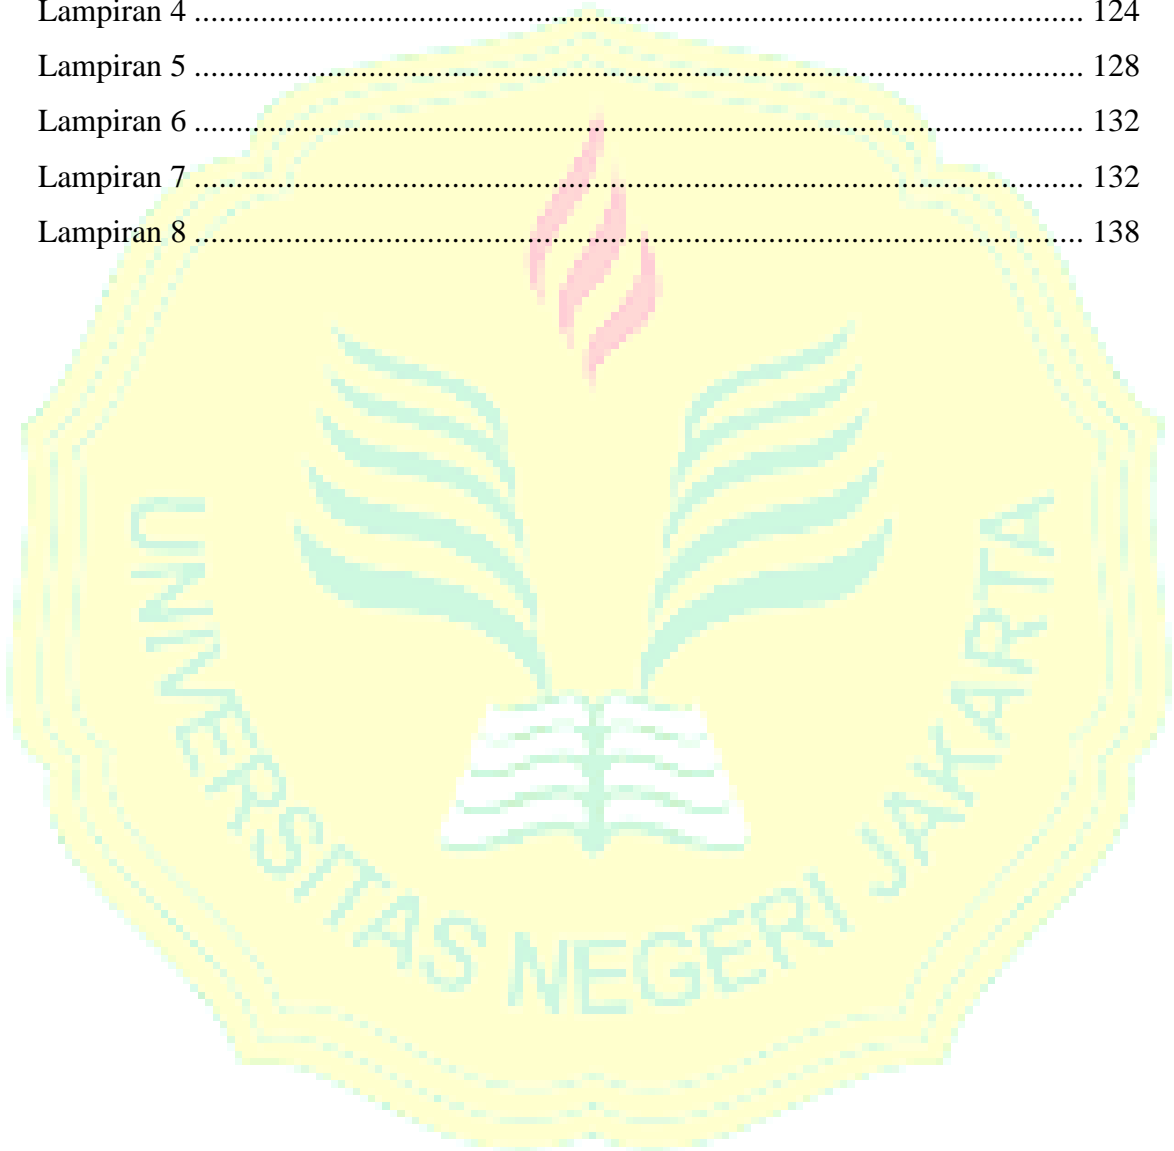 Lampiran 4 ........................................................................................................... 124
Lampiran 5 ........................................................................................................... 128
Lampiran 6 ........................................................................................................... 132
Lampiran 7 ........................................................................................................... 132
Lampiran 8 ........................................................................................................... 138
UNIVERSITAS NEGERI JAKARTA